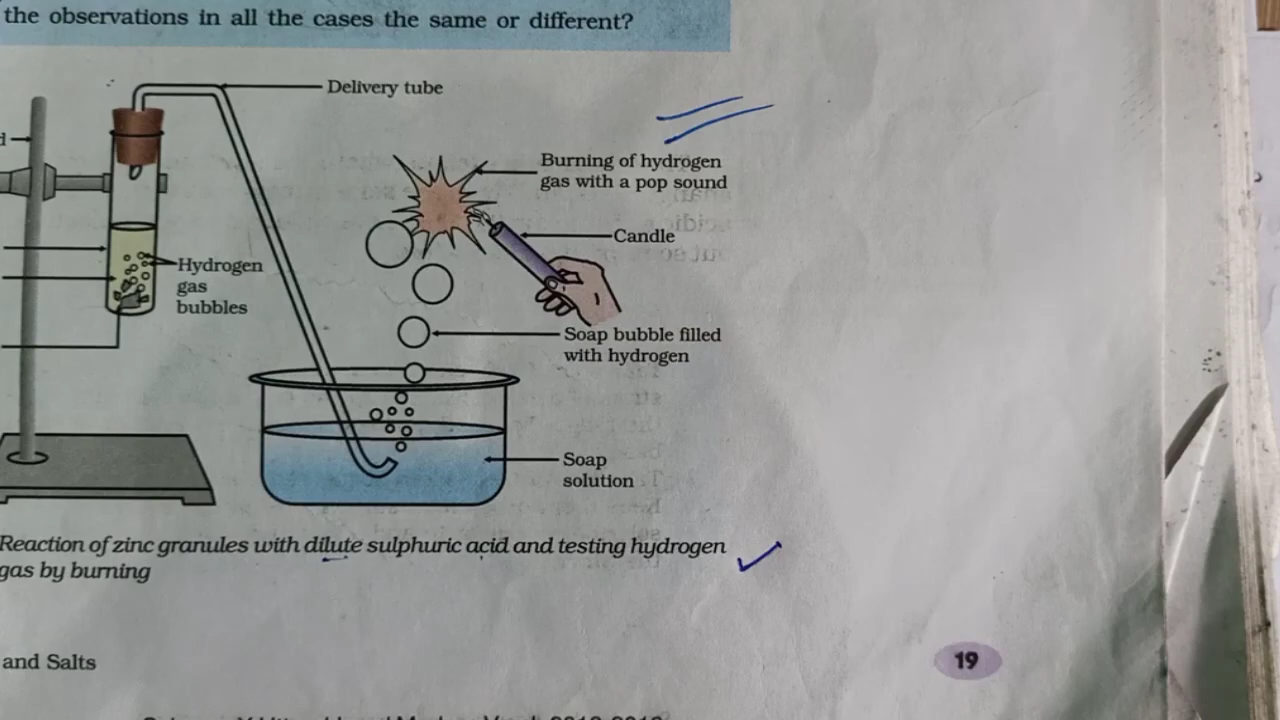 the observations in all the cases the same or different?
Delivery tube
Burning of hydrogen
gas with a pop sound
Candle
Hydrogen
gas
bubbles
Soap bubble filled
with hydrogen
Soap
solution
Reaction of zinc granules with dilute sulphuric acid and testing hydrogen
gas by burning
and Salts
19